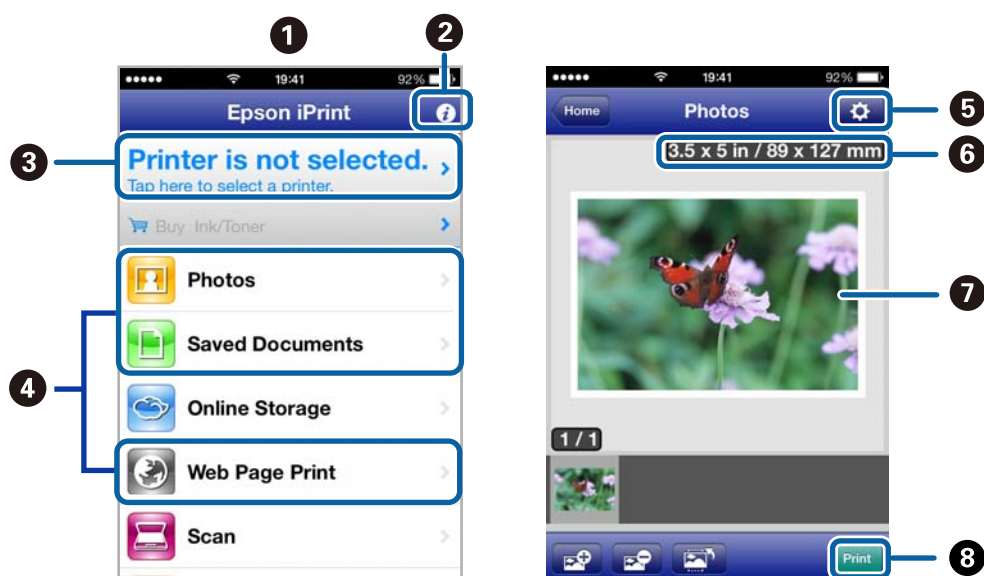 1
2
19:41
92%
Epson iPrint
i
3
Printer is not selected.
Tap here to select a printer.
Buy Ink/Toner
Photos
Saved Documents
4
Online Storage
Web Page Print
Scan
19:41
92%
Home
Photos
5
3.5 x 5 in / 89 x 127 mm
6
7
1/1
Print
8